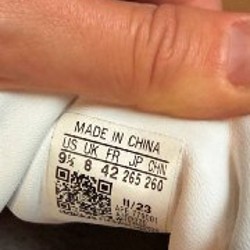 MADE IN CHINA
US UK FR JP CHN
9½ 8 42 265 260
11/23